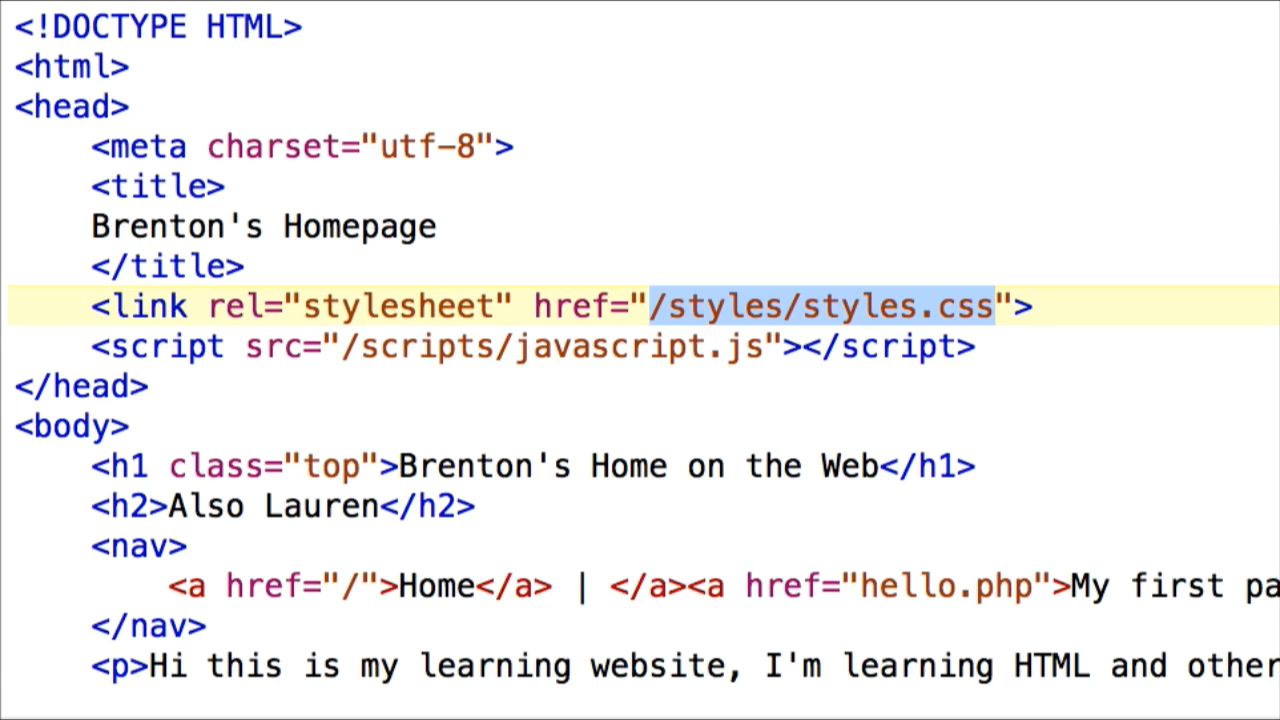 <!DOCTYPE HTML>
<html>
<head>
    <meta charset="utf-8">
    <title>
    Brenton's Homepage
    </title>
    <link rel="stylesheet" href="/styles/styles.css">
    <script src="/scripts/javascript.js"></script>
</head>
<body>
    <h1 class="top">Brenton's Home on the Web</h1>
    <h2>Also Lauren</h2>
    <nav>
        <a href="/">Home</a> | </a><a href="hello.php">My first pa
    </nav>
    <p>Hi this is my learning website, I'm learning HTML and other